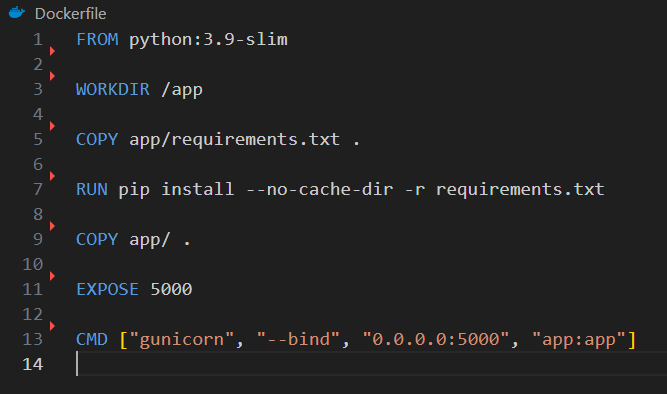 Dockerfile
1 FROM python:3.9-slim
2
3 WORKDIR /app
4
5 COPY app/requirements.txt .
6
7 RUN pip install --no-cache-dir -r requirements.txt
8
9 COPY app/ .
10
11 EXPOSE 5000
12
13 CMD ["gunicorn", "--bind", "0.0.0.0:5000", "app:app"]
14